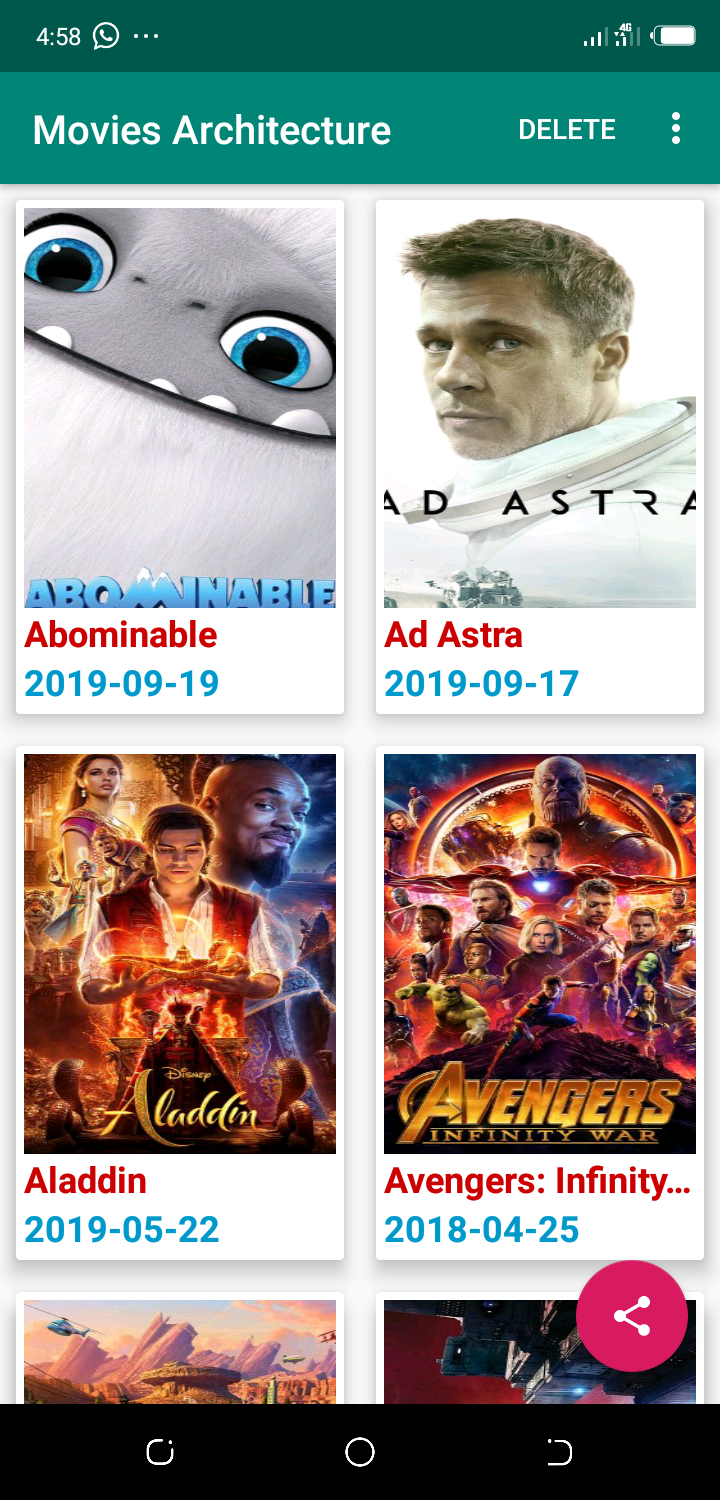 4:58
4G
Movies Architecture
DELETE
ABOMINABLE
AD ASTRA
Abominable
Ad Astra
2019-09-19
2019-09-17
Disney
Aladdin
AVENGERS
INFINITY WAR
Aladdin
Avengers: Infinity...
2019-05-22
2018-04-25